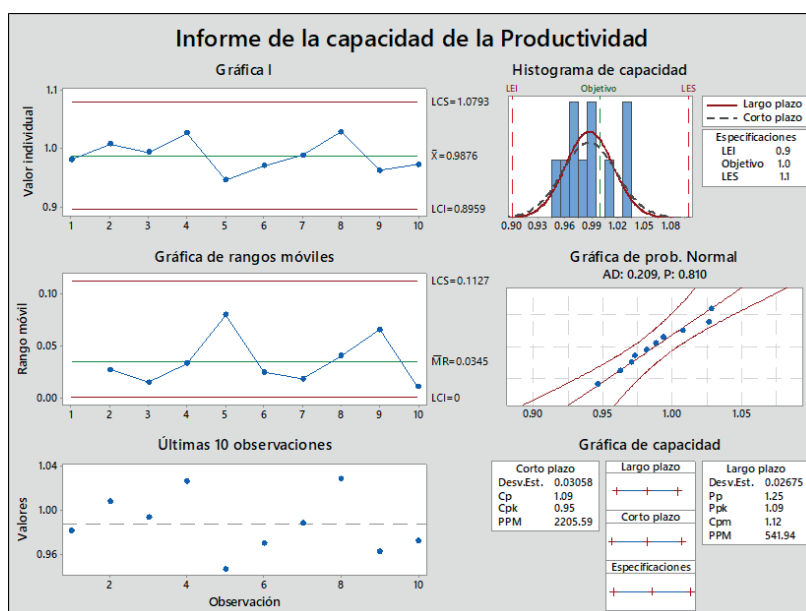 Informe de la capacidad de la Productividad
Gráfica I
Valor individual
1.1
1.0
0.9
1 2 3 4 5 6 7 8 9 10
LCS=1.0793
X̄=0.9876
LCI=0.8959
Histograma de capacidad
LEI Objetivo LES
0.90 0.93 0.96 0.99 1.02 1.05 1.08
Largo plazo
Corto plazo
Especificaciones
LEI 0.9
Objetivo 1.0
LES 1.1
Gráfica de rangos móviles
Rango móvil
0.10
0.05
0.00
1 2 3 4 5 6 7 8 9 10
LCS=0.1127
M̄R̄=0.0345
LCI=0
Gráfica de prob. Normal
AD: 0.209, P: 0.810
0.90 0.95 1.00 1.05
Últimas 10 observaciones
Valores
1.04
1.00
0.96
2 4 6 8 10
Observación
Gráfica de capacidad
Corto plazo
Desv.Est. 0.03058
Cp 1.09
Cpk 0.95
PPM 2205.59
Largo plazo
Corto plazo
Especificaciones
Largo plazo
Desv.Est. 0.02675
Pp 1.25
Ppk 1.09
Cpm 1.12
PPM 541.94